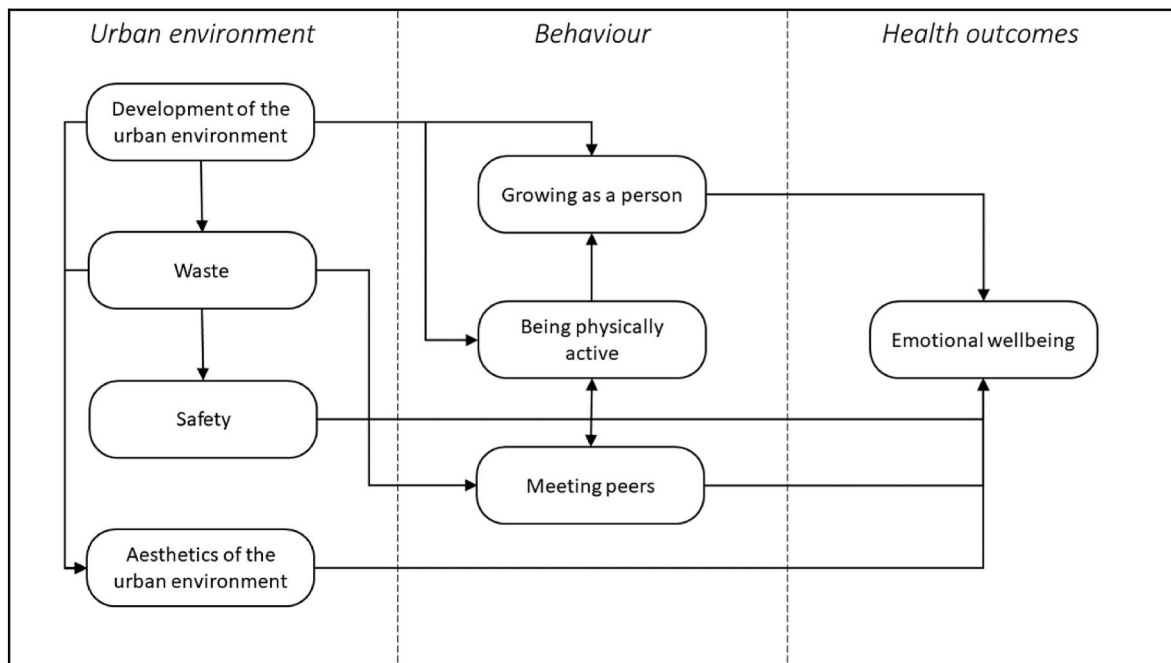 Urban environment
Behaviour
Health outcomes
Development of the
urban environment
Growing as a person
Waste
Being physically
active
Emotional wellbeing
Safety
Meeting peers
Aesthetics of the
urban environment